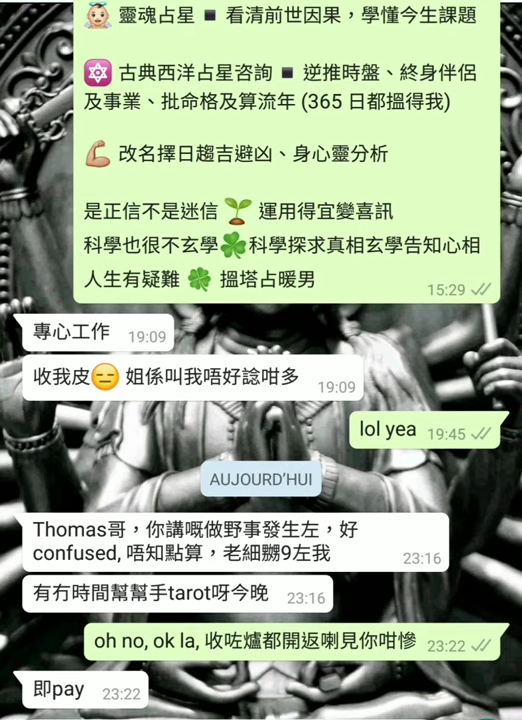 👼🏼 靈魂占星 ▪️ 看清前世因果，學懂今生課題
🔯 古典西洋占星咨詢 ▪️ 逆推時盤、終身伴侶
及事業、批命格及算流年 (365 日都搵得我)
💪🏼 改名擇日趨吉避凶、身心靈分析
是正信不是迷信 🌱 運用得宜變喜訊
科學也很不玄學🍀科學探求真相玄學告知心相
人生有疑難 🍀 搵塔占暖男
15:29
專心工作 19:09
收我皮😑 姐係叫我唔好諗咁多 19:09
lol yea 19:45
AUJOURD'HUI
Thomas哥，你講嘅做野事發生左，好
confused, 唔知點算，老細嬲9左我 23:16
有冇時間幫幫手tarot呀今晚 23:16
oh no, ok la, 收咗爐都開返喇見你咁慘 23:22
即pay 23:22